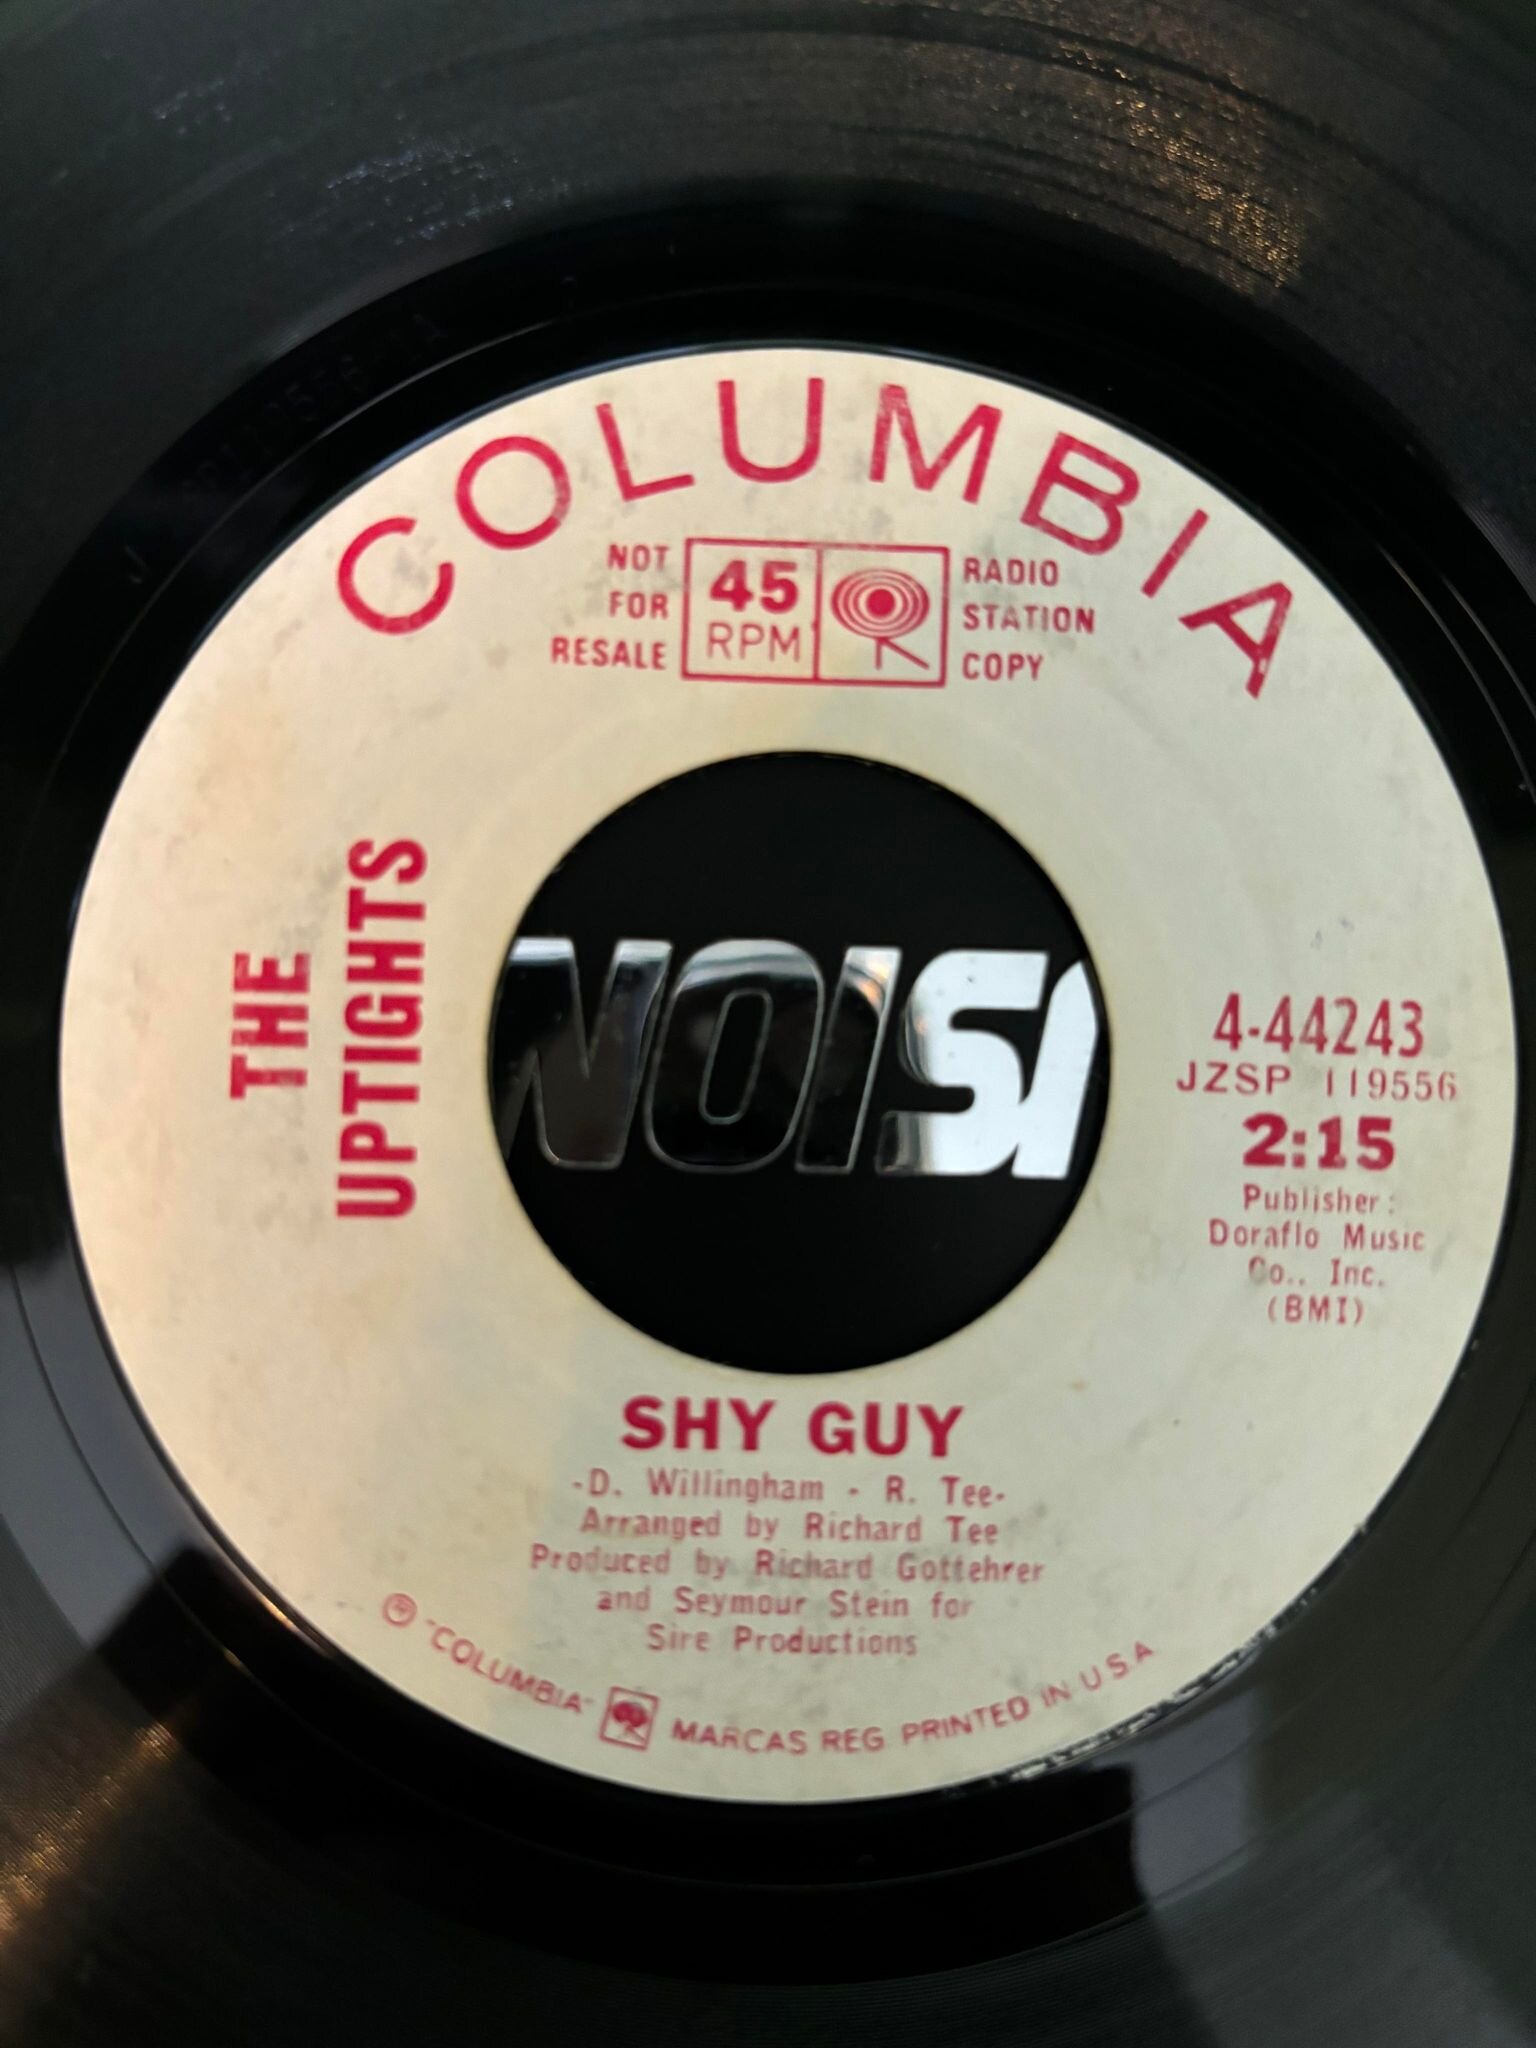 COLUMBIA
NOT
FOR
RESALE
45
RPM
RADIO
STATION
COPY
THE
UPTIGHTS
NOIS
4-44243
JZSP 119556
2:15
Publisher:
Doraflo Music
Co., Inc.
(BMI)
SHY GUY
-D. Willingham - R. Tee-
Arranged by Richard Tee
Produced by Richard Gottehrer
and Seymour Stein for
Sire Productions
"COLUMBIA" MARCAS REG PRINTED IN U.S.A